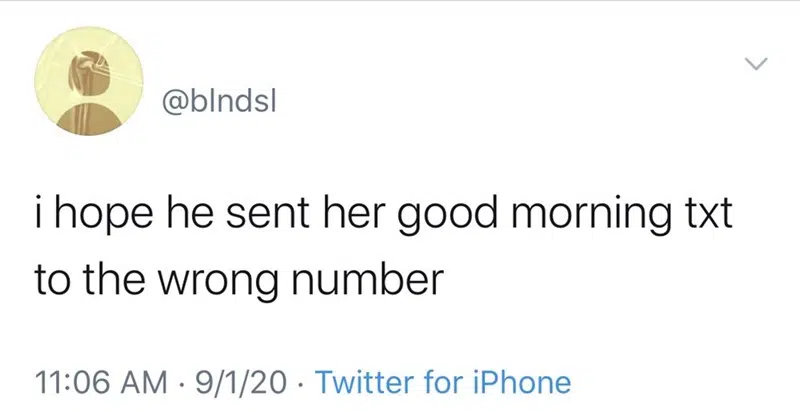 @blndsl
i hope he sent her good morning txt
to the wrong number
11:06 AM · 9/1/20 · Twitter for iPhone